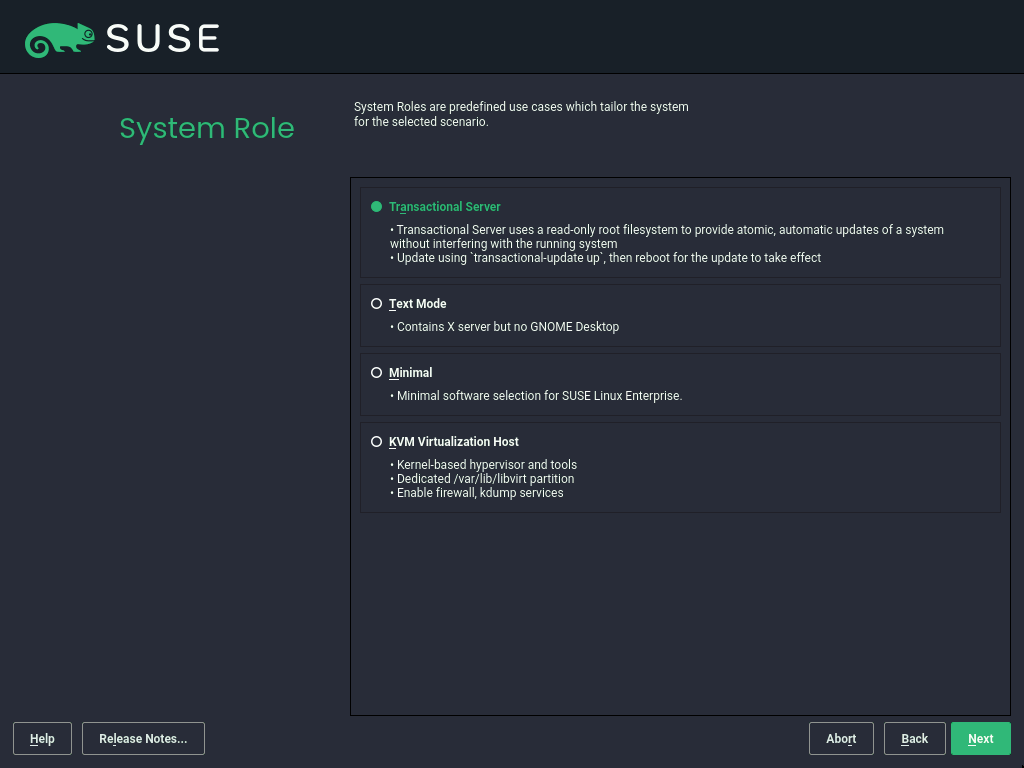 SUSE
System Role
System Roles are predefined use cases which tailor the system
for the selected scenario.
Transactional Server
• Transactional Server uses a read-only root filesystem to provide atomic, automatic updates of a system
without interfering with the running system
• Update using `transactional-update up`, then reboot for the update to take effect
Text Mode
• Contains X server but no GNOME Desktop
Minimal
• Minimal software selection for SUSE Linux Enterprise.
KVM Virtualization Host
• Kernel-based hypervisor and tools
• Dedicated /var/lib/libvirt partition
• Enable firewall, kdump services
Help Release Notes... Abort Back Next